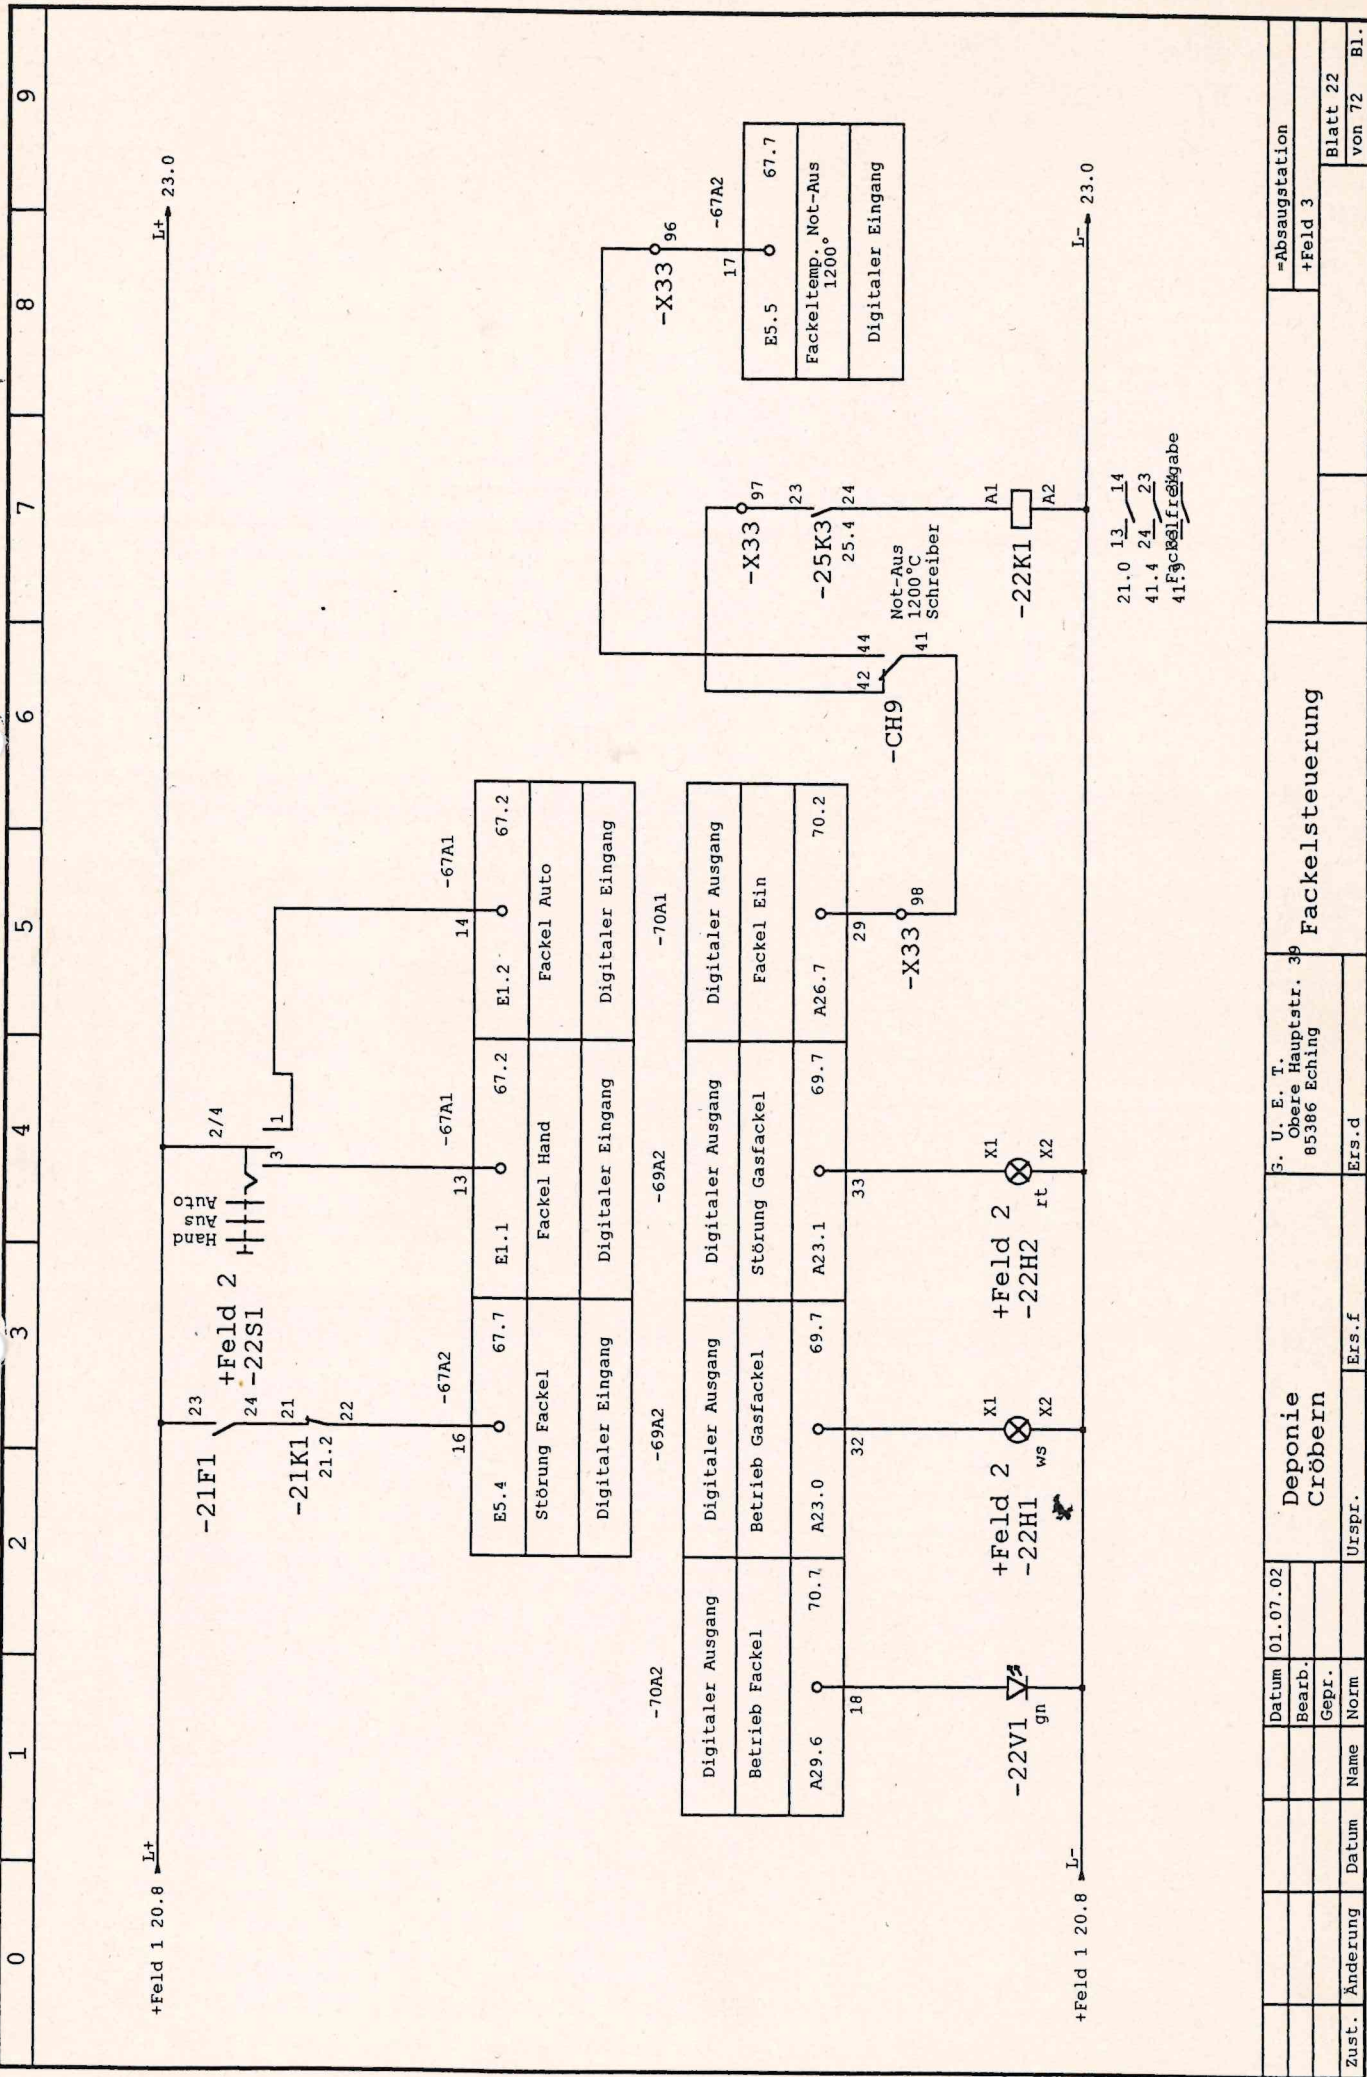 0 1 2 3 4 5 6 7 8 9
+Feld 1 20.8 L+
L+ 23.0
-21F1
23
24
-21K1
21.2
21
22
+Feld 2
-22S1
Hand
Aus
Auto
2/4
3
1
16 -67A2
13 -67A1
14 -67A1
E5.4 67.7
Störung Fackel
Digitaler Eingang
E1.1 67.2
Fackel Hand
Digitaler Eingang
E1.2 67.2
Fackel Auto
Digitaler Eingang
-X33 96
17 -67A2
E5.5 67.7
Fackeltemp. Not-Aus
1200°
Digitaler Eingang
-70A2
Digitaler Ausgang
Betrieb Fackel
A29.6 70.7
18
-69A2
Digitaler Ausgang
Betrieb Gasfackel
A23.0 69.7
32
-69A2
Digitaler Ausgang
Störung Gasfackel
A23.1 69.7
33
-70A1
Digitaler Ausgang
Fackel Ein
A26.7 70.2
29
-X33 98
-CH9
42 44
41
Not-Aus
1200°C
Schreiber
-X33 97
-25K3
25.4
23
24
-22V1
gn
+Feld 2
-22H1
X1
X2
ws
+Feld 2
-22H2
X1
X2
rt
-22K1
A1
A2
+Feld 1 20.8 L-
L- 23.0
21.0 13 14
41.4 24 23
Fackelfreigabe
Zust. Änderung Datum Name Norm
Datum 01.07.02
Bearb.
Gepr.
Deponie
Cröbern
Urspr. Ers.f Ers.d
G. U. E. T.
Obere Hauptstr. 39
85386 Eching
Fackelsteuerung
=Absaugstation
+Feld 3
Blatt 22
von 72 Bl.